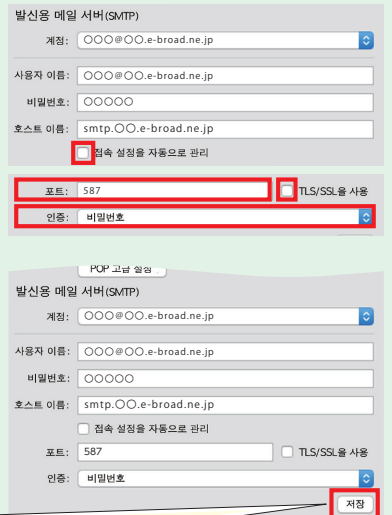 발신용 메일 서버(SMTP)
계정: ○○○@○○.e-broad.ne.jp
사용자 이름: ○○○@○○.e-broad.ne.jp
비밀번호: ○○○○○
호스트 이름: smtp.○○.e-broad.ne.jp
접속 설정을 자동으로 관리
포트: 587 TLS/SSL을 사용
인증: 비밀번호
POP 고급 설정
발신용 메일 서버(SMTP)
계정: ○○○@○○.e-broad.ne.jp
사용자 이름: ○○○@○○.e-broad.ne.jp
비밀번호: ○○○○○
호스트 이름: smtp.○○.e-broad.ne.jp
접속 설정을 자동으로 관리
포트: 587 TLS/SSL을 사용
인증: 비밀번호
저장